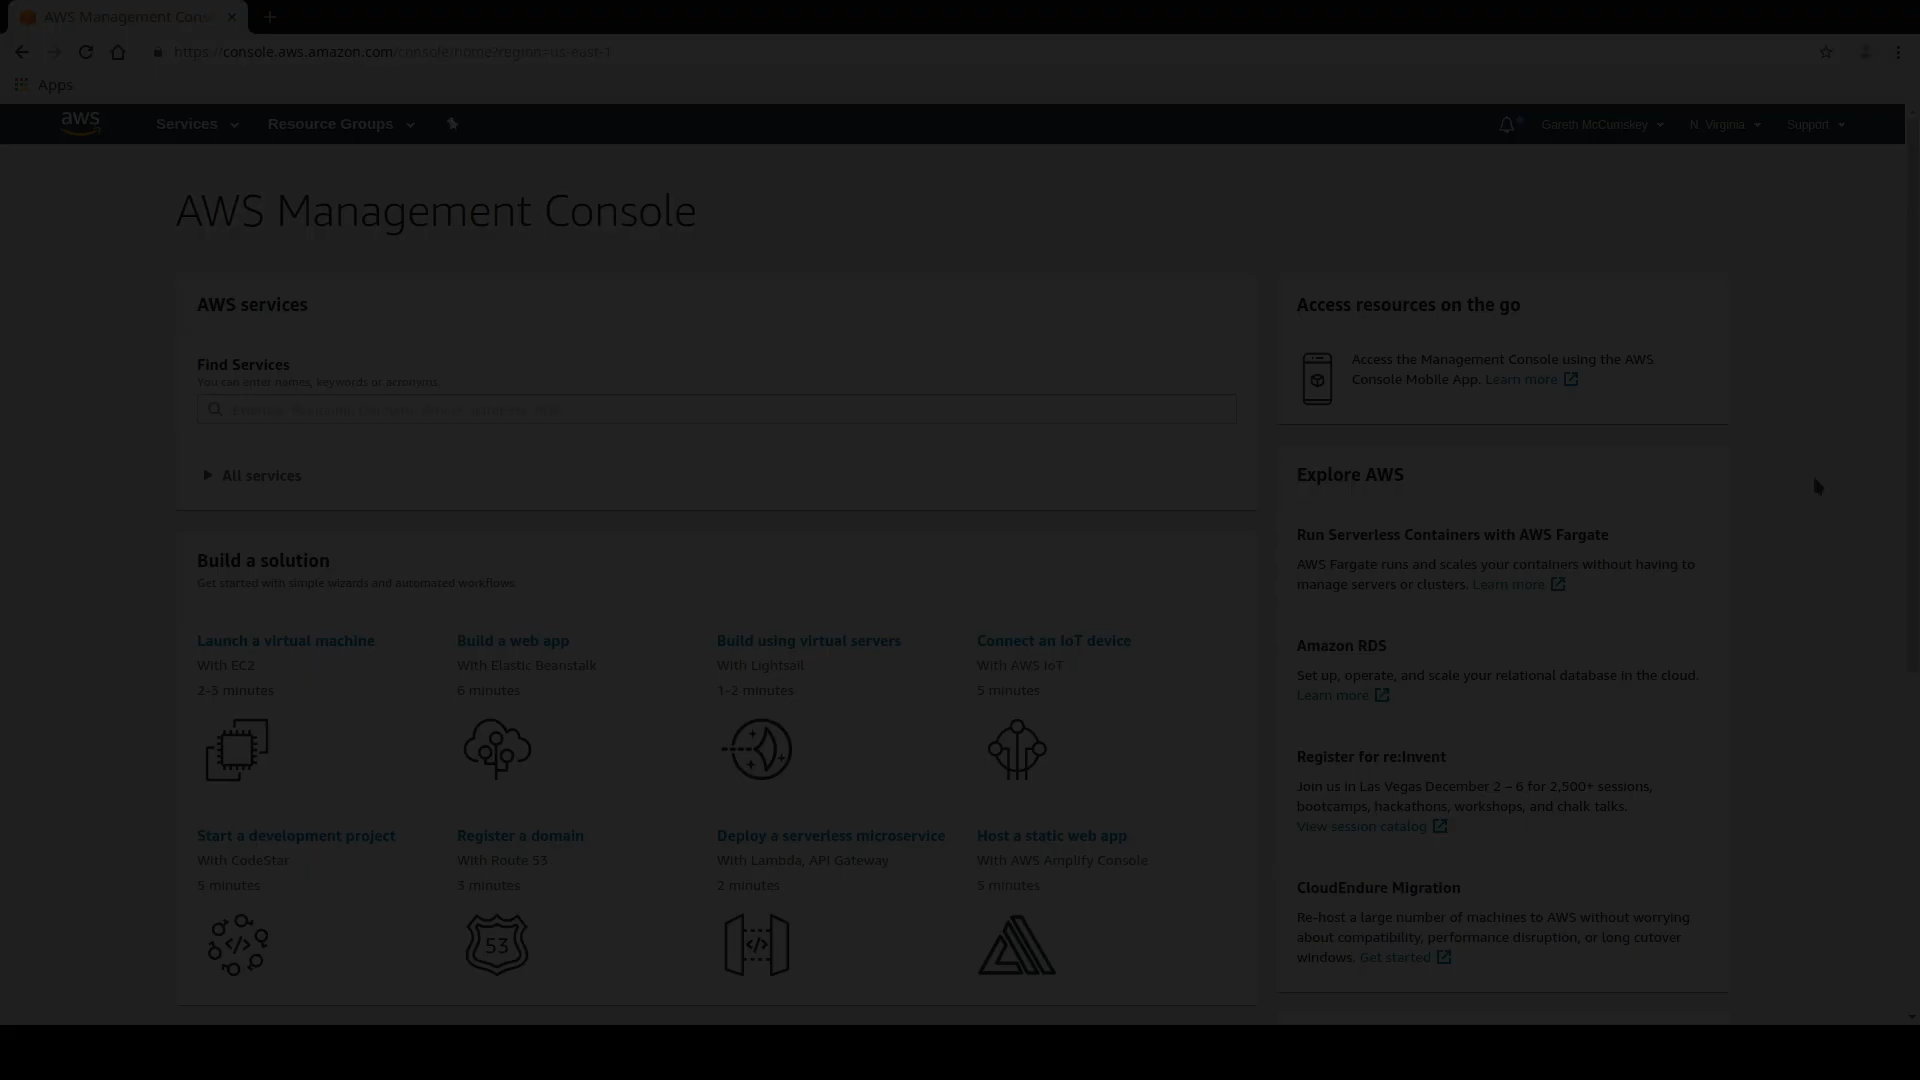 AWS Management Cons
https://console.aws.amazon.com/console/home?region=us-east-1
Apps
aws
Services
Resource Groups
Gareth McCumskey
N. Virginia
Support
AWS Management Console
AWS services
Find Services
You can enter names, keywords or acronyms.
All services
Build a solution
Get started with simple wizards and automated workflows.
Launch a virtual machine
With EC2
2-3 minutes
Build a web app
With Elastic Beanstalk
6 minutes
Build using virtual servers
With Lightsail
1-2 minutes
Connect an IoT device
With AWS IoT
5 minutes
Start a development project
With CodeStar
5 minutes
Register a domain
With Route 53
3 minutes
53
Deploy a serverless microservice
With Lambda, API Gateway
2 minutes
</>
</>
Host a static web app
With AWS Amplify Console
5 minutes
Access resources on the go
Access the Management Console using the AWS
Console Mobile App. Learn more
Explore AWS
Run Serverless Containers with AWS Fargate
AWS Fargate runs and scales your containers without having to
manage servers or clusters. Learn more
Amazon RDS
Set up, operate, and scale your relational database in the cloud.
Learn more
Register for re:Invent
Join us in Las Vegas December 2 – 6 for 2,500+ sessions,
bootcamps, hackathons, workshops, and chalk talks.
View session catalog
CloudEndure Migration
Re-host a large number of machines to AWS without worrying
about compatibility, performance disruption, or long cutover
windows. Get started